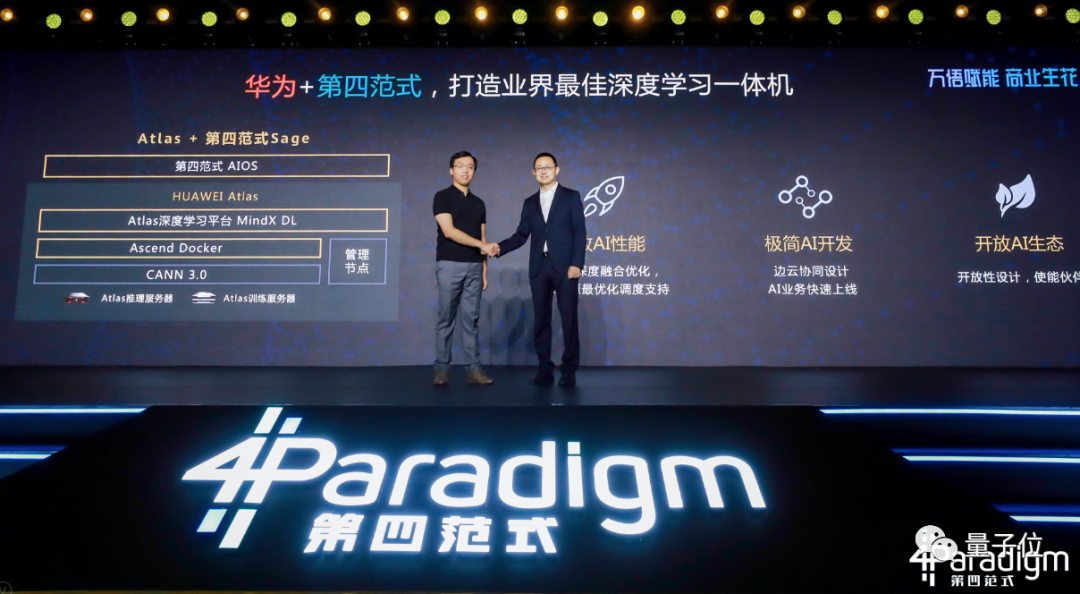 华为+第四范式，打造业界最佳深度学习一体机
万悟赋能 商业生花
Atlas + 第四范式Sage
第四范式 AIOS
HUAWEI Atlas
Atlas深度学习平台 MindX DL
Ascend Docker
CANN 3.0
管理
节点
Atlas推理服务器
Atlas训练服务器
AI性能
深度融合优化，
最优化调度支持
极简AI开发
边云协同设计
AI业务快速上线
开放AI生态
开放性设计，使能伙伴
4Paradigm
第四范式
量子位
4Paradigm
第四范式